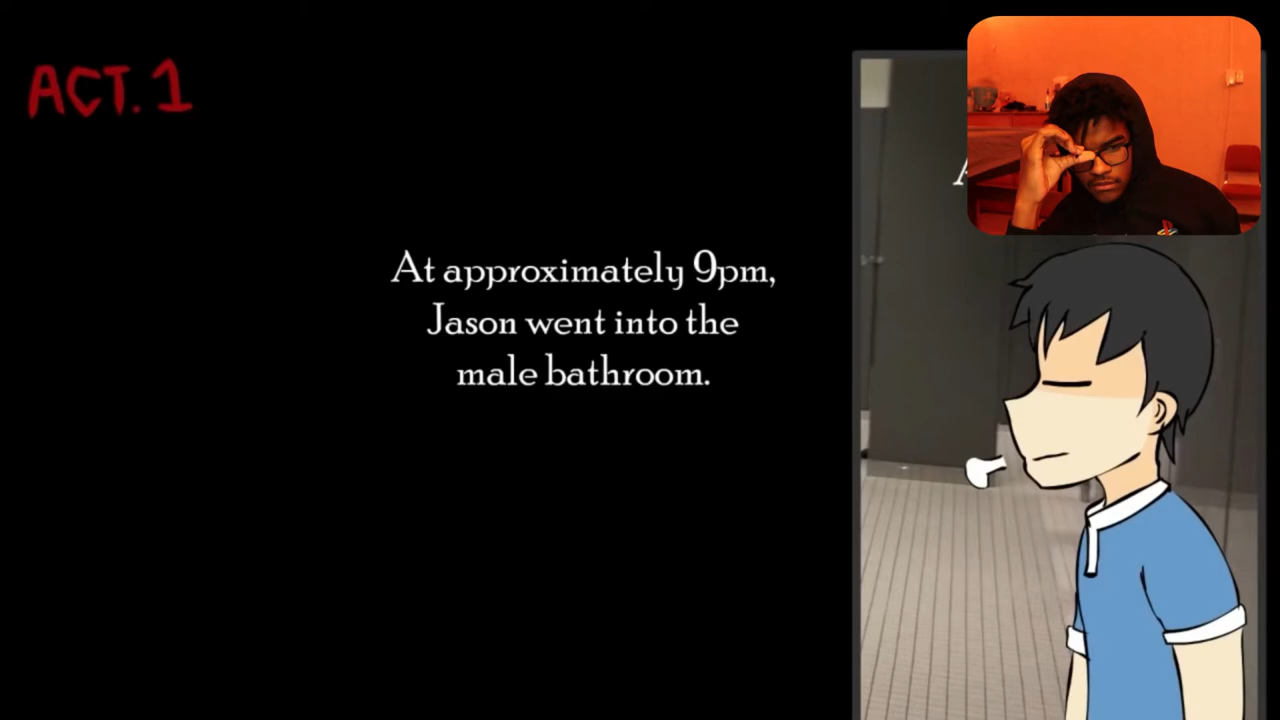 ACT. 1
At approximately 9pm,
Jason went into the
male bathroom.